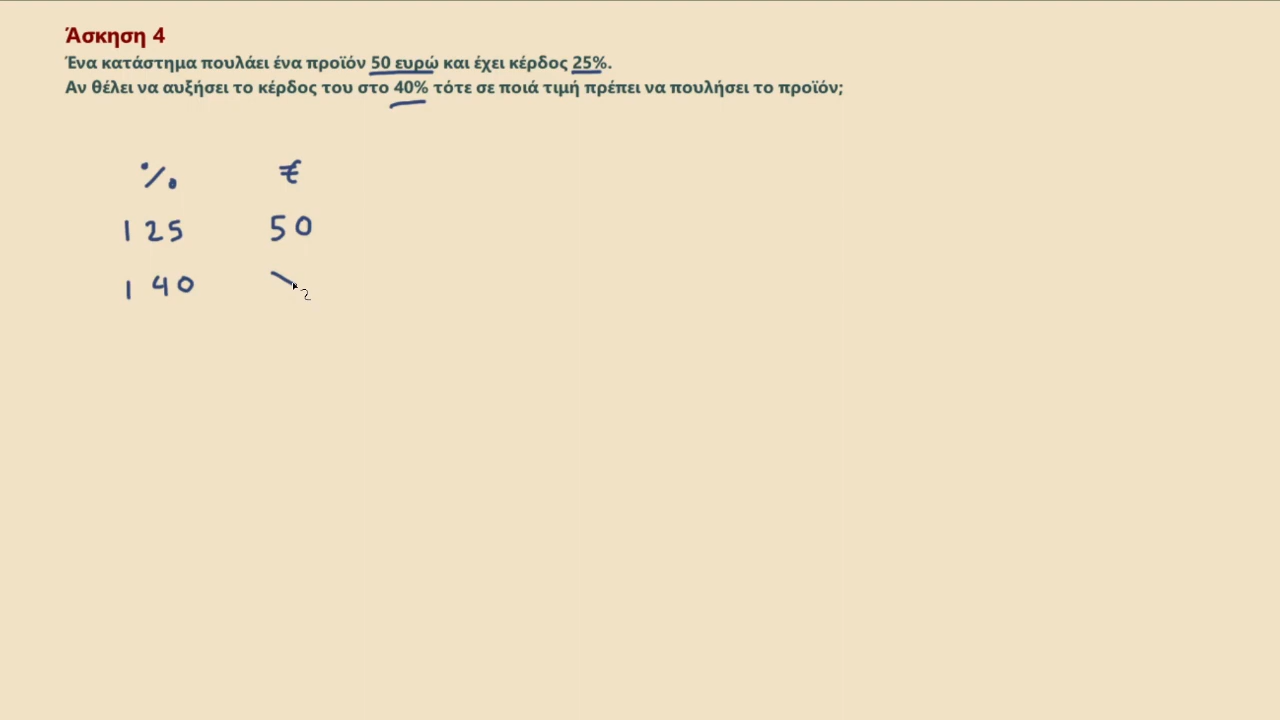 Άσκηση 4
Ένα κατάστημα πουλάει ένα προϊόν 50 ευρώ και έχει κέρδος 25%.
Αν θέλει να αυξήσει το κέρδος του στο 40% τότε σε ποιά τιμή πρέπει να πουλήσει το προϊόν;
% €
125 50
140